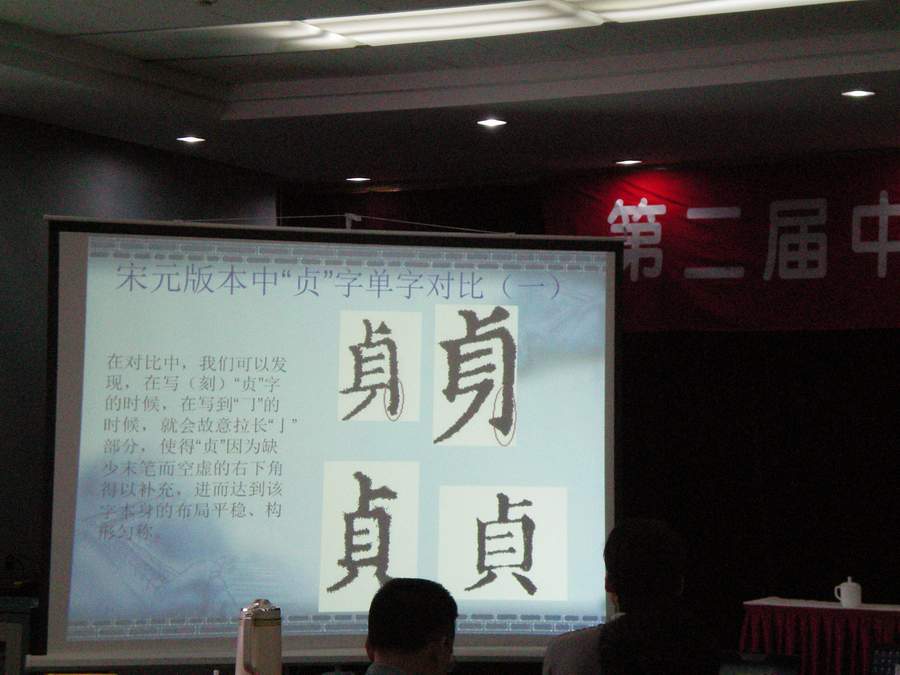 第二届中
宋元版本中“贞”字单字对比（一）
在对比中，我们可以发
现，在写（刻）“贞”字
的时候，在写到“㇆”的
时候，就会故意拉长“亅”
部分，使得“贞”因为缺
少末笔而空虚的右下角
得以补充，进而达到该
字本身的布局平稳、构
形匀称。
貞 貞
貞 貞